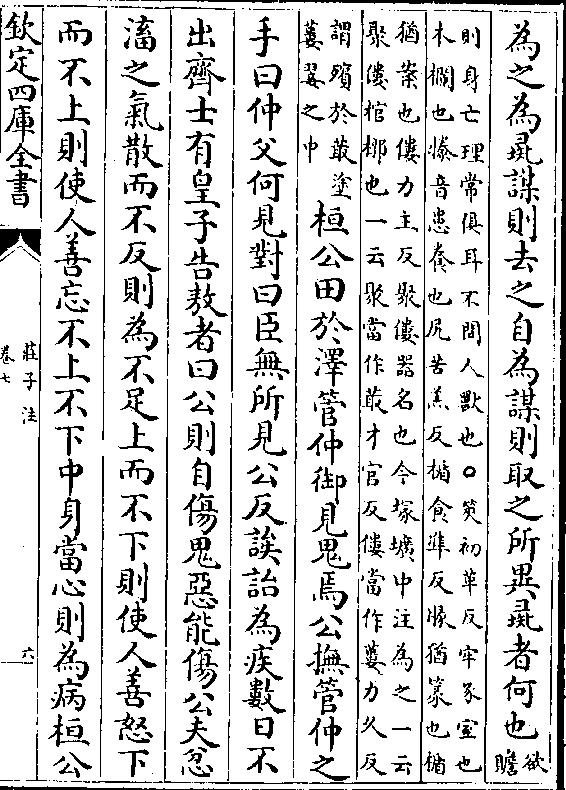 為之為彘謀則去之自為謀則取之所異彘者何也欲贍
則身亡理常俱耳不間人獸也○筴初革反牢豕室也
木欄也㹖音患養也尻苦羔反楯食準反腞猶篆也楯
猶案也僂力主反聚僂器名也今塚壙中注為之一云
聚僂棺槨也一云聚當作菆才官反僂當作蔞力久反
謂殯於菆塗
蔞翣之中
桓公田於澤管仲御見鬼焉公撫管仲之
手曰仲父何見對曰臣無所見公反誒詒為疾數日不
出齊士有皇子告敖者曰公則自傷鬼惡能傷公夫忿
滀之氣散而不反則為不足上而不下則使人善怒下
而不上則使人善忘不上不下中身當心則為病桓公
欽定四庫全書
莊子注
卷七
六